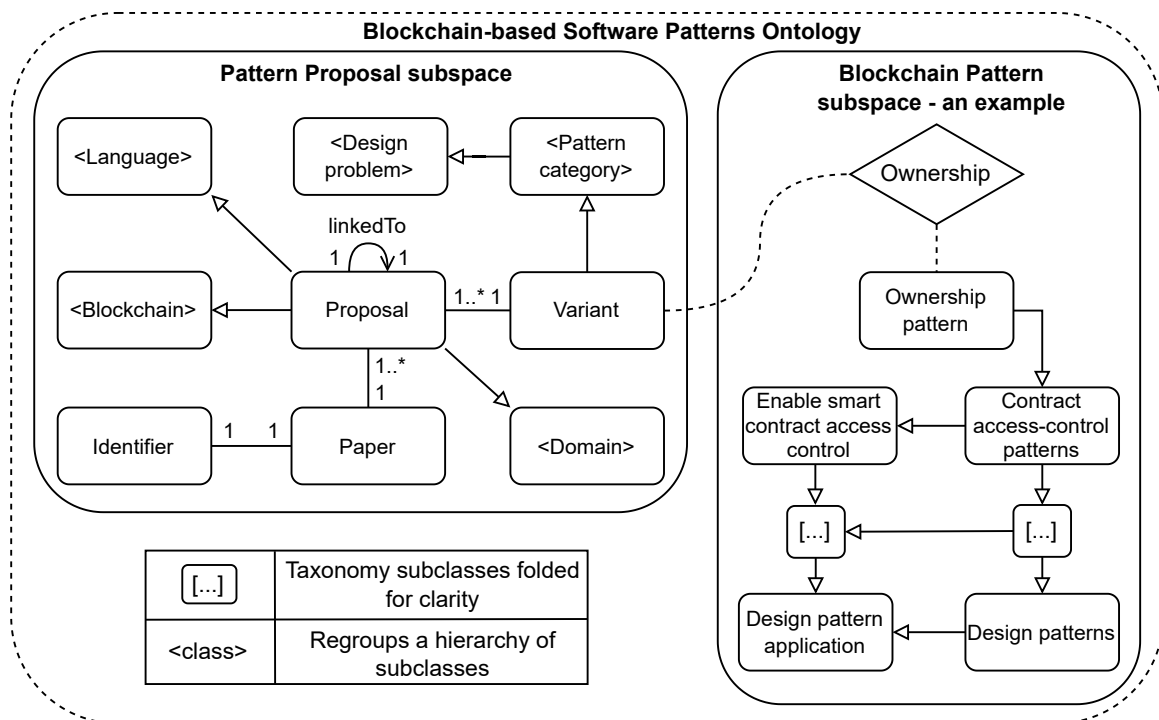 Blockchain-based Software Patterns Ontology
Pattern Proposal subspace
<Language>
<Design
problem>
<Pattern
category>
linkedTo
1
1
<Blockchain>
Proposal
1..*
1
Variant
1..*
1
Identifier
1
1
Paper
<Domain>
[...]
Taxonomy subclasses folded
for clarity
<class>
Regroups a hierarchy of
subclasses
Blockchain Pattern
subspace - an example
Ownership
Ownership
pattern
Enable smart
contract access
control
Contract
access-control
patterns
[...]
[...]
Design pattern
application
Design patterns